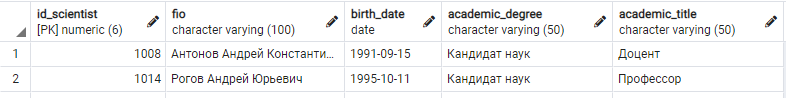 id_scientist fio birth_date academic_degree academic_title
[PK] numeric (6) character varying (100) date character varying (50) character varying (50)
1 1008 Антонов Андрей Константи... 1991-09-15 Кандидат наук Доцент
2 1014 Рогов Андрей Юрьевич 1995-10-11 Кандидат наук Профессор